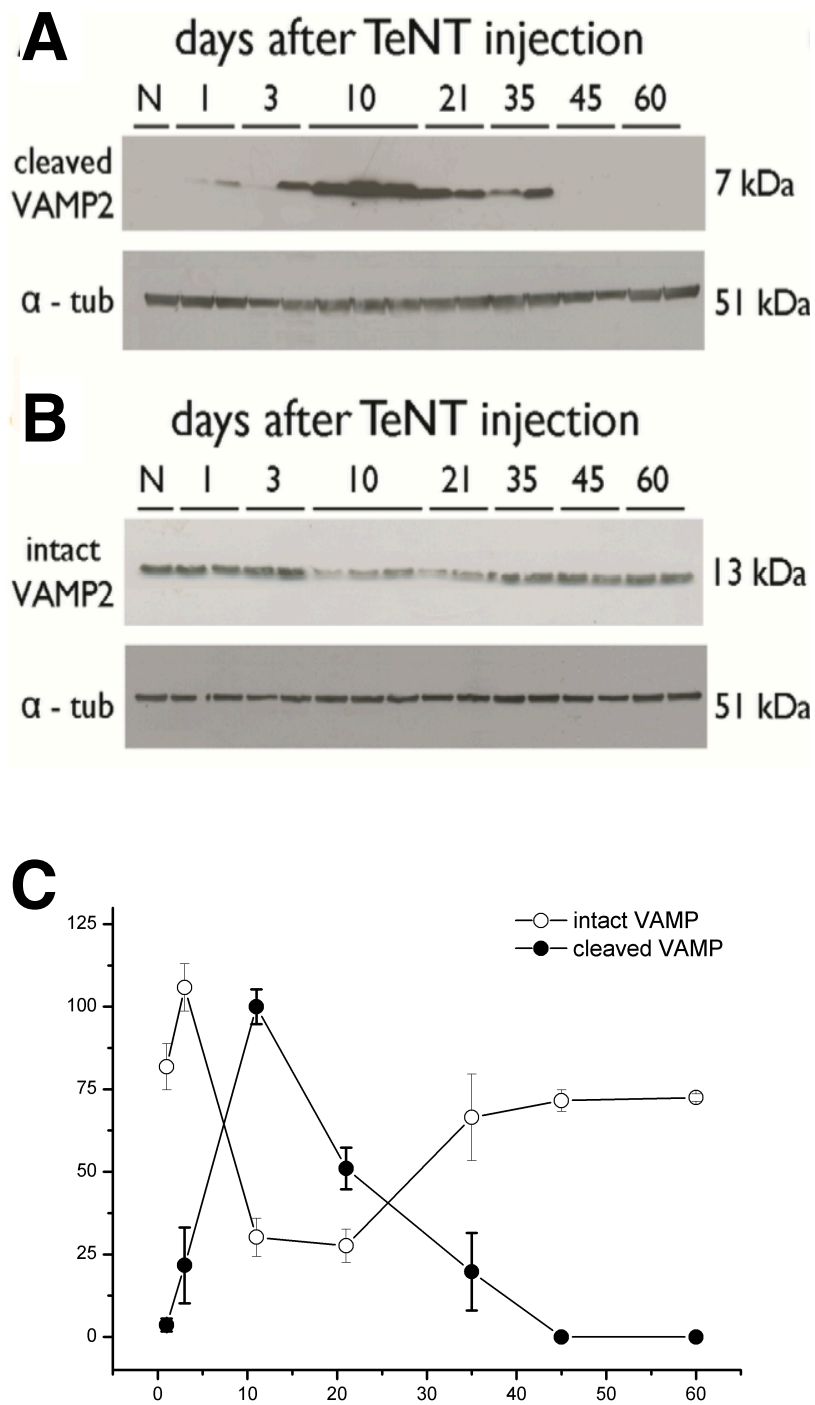 A
days after TeNT injection
N 1 3 10 21 35 45 60
cleaved
VAMP2
7 kDa
α - tub
51 kDa
B
days after TeNT injection
N 1 3 10 21 35 45 60
intact
VAMP2
13 kDa
α - tub
51 kDa
C
intact VAMP
cleaved VAMP
125
100
75
50
25
0
0 10 20 30 40 50 60